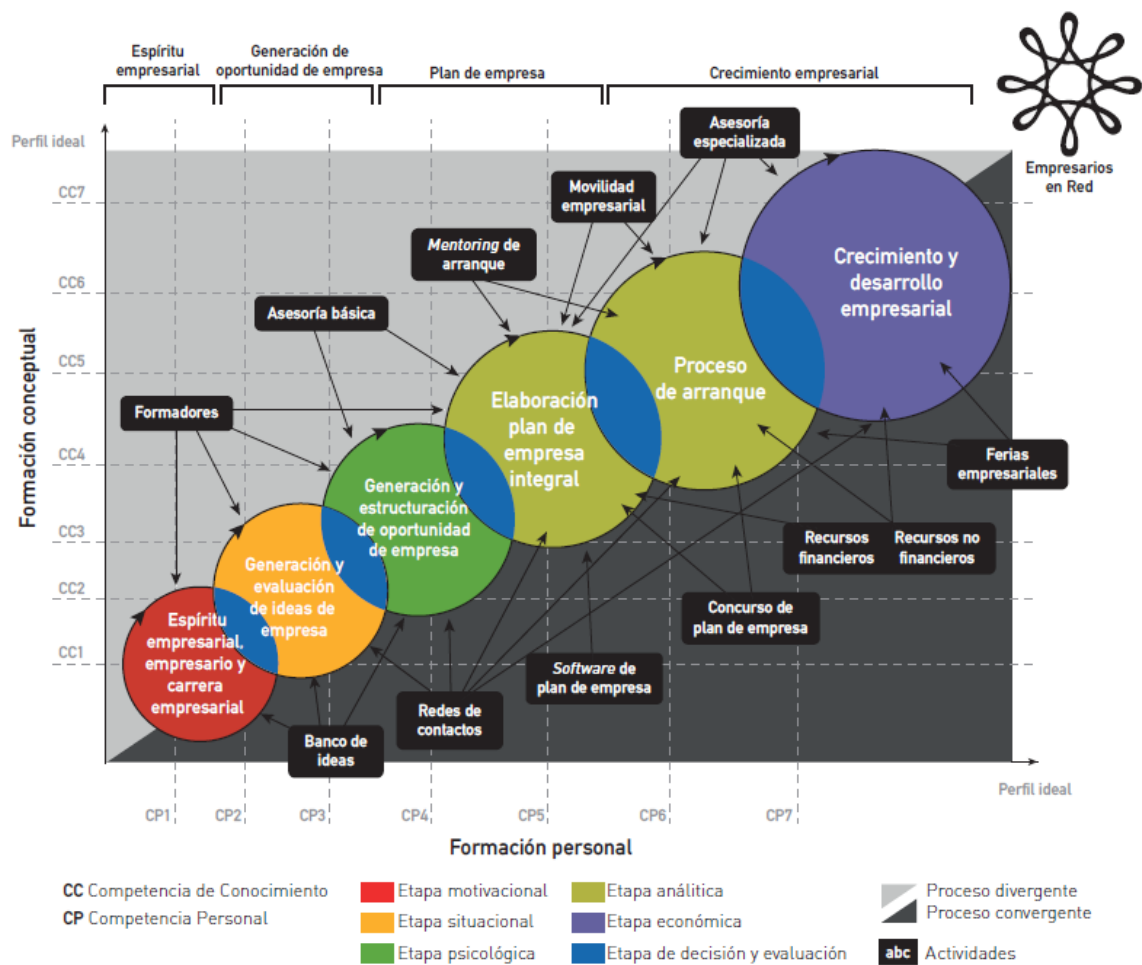 Espíritu
empresarial
Generación de
oportunidad de empresa
Plan de empresa
Crecimiento empresarial
Empresarios
en Red
Perfil ideal
CC7
CC6
CC5
CC4
CC3
CC2
CC1
Formación conceptual
Asesoría
especializada
Movilidad
empresarial
Mentoring de
arranque
Asesoría básica
Formadores
Crecimiento y
desarrollo
empresarial
Proceso
de arranque
Elaboración
plan de
empresa
integral
Generación y
estructuración
de oportunidad
de empresa
Generación y
evaluación
de ideas de
empresa
Espíritu
empresarial,
empresario y
carrera
empresarial
Ferias
empresariales
Recursos
financieros
Recursos no
financieros
Concurso de
plan de empresa
Software de
plan de empresa
Redes de
contactos
Banco de
ideas
Perfil ideal
CP1
CP2
CP3
CP4
CP5
CP6
CP7
Formación personal
CC Competencia de Conocimiento
CP Competencia Personal
Etapa motivacional
Etapa situacional
Etapa psicológica
Etapa análitica
Etapa económica
Etapa de decisión y evaluación
Proceso divergente
Proceso convergente
abc Actividades